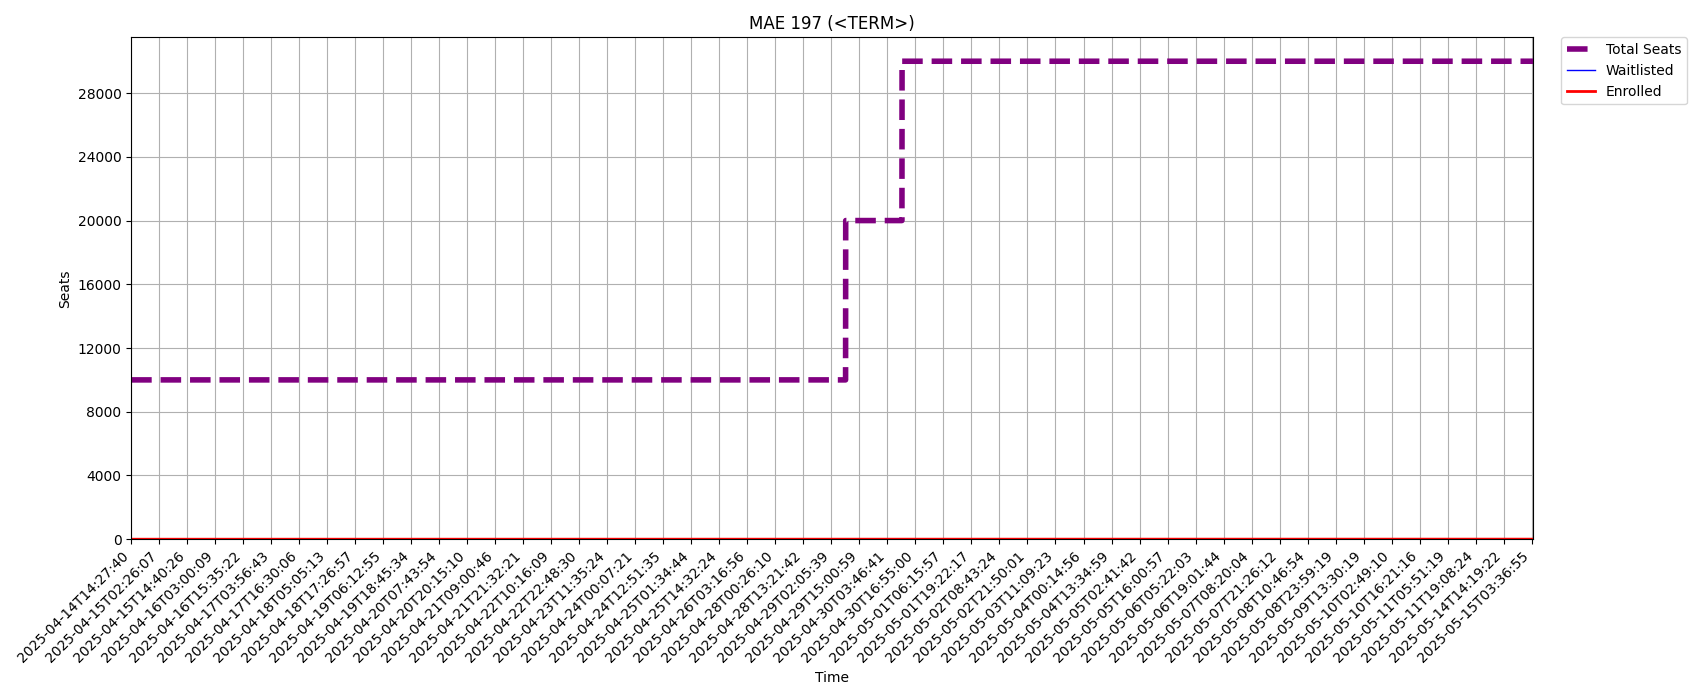 MAE 197 (<TERM>)
Total Seats
Waitlisted
Enrolled
Seats
28000
24000
20000
16000
12000
8000
4000
0
2025-04-14T14:27:40
2025-04-15T02:26:07
2025-04-15T14:40:26
2025-04-16T03:00:09
2025-04-16T15:35:22
2025-04-17T03:56:43
2025-04-17T16:30:06
2025-04-18T05:05:13
2025-04-18T17:26:57
2025-04-19T06:12:55
2025-04-19T18:45:34
2025-04-20T07:43:54
2025-04-20T20:15:10
2025-04-21T09:00:46
2025-04-21T21:32:21
2025-04-22T10:16:09
2025-04-22T22:48:30
2025-04-23T11:35:24
2025-04-24T00:07:21
2025-04-24T12:51:35
2025-04-25T01:34:44
2025-04-25T14:32:24
2025-04-26T03:16:56
2025-04-28T00:26:10
2025-04-28T13:21:42
2025-04-29T02:05:39
2025-04-29T15:00:59
2025-04-30T03:46:41
2025-04-30T16:55:00
2025-05-01T06:15:57
2025-05-01T19:22:17
2025-05-02T08:43:24
2025-05-02T21:50:01
2025-05-03T11:09:23
2025-05-04T00:14:56
2025-05-04T13:34:59
2025-05-05T02:41:42
2025-05-05T16:00:57
2025-05-06T05:22:03
2025-05-06T19:01:44
2025-05-07T08:20:04
2025-05-07T21:26:12
2025-05-08T10:46:54
2025-05-08T23:59:19
2025-05-09T13:30:19
2025-05-10T02:49:10
2025-05-10T16:21:16
2025-05-11T05:51:19
2025-05-11T19:08:24
2025-05-14T14:19:22
2025-05-15T03:36:55
Time